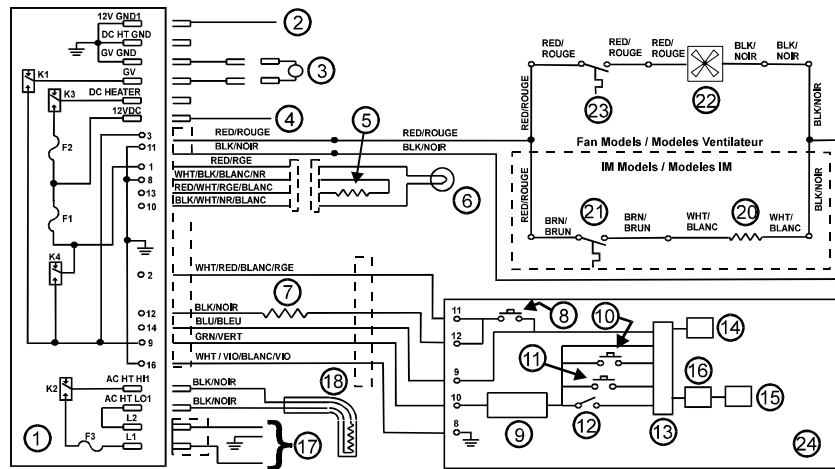 12V GND1
2
DC HT GND
GV GND
3
K1
GV
K3
DC HEATER
12VDC
4
3
F2
11
1
8
13
10
F1
K4
2
12
14
9
16
K2
AC HT HI1
AC HT LO1
L2
L1
F3
1
RED/ROUGE
BLK/NOIR
RED/ROUGE
BLK/NOIR
5
RED/RGE
WHT/BLK/BLANC/NR
RED/WHT/RGE/BLANC
BLK/WHT/NR/BLANC
6
WHT/RED/BLANC/RGE
7
BLK/NOIR
BLU/BLEU
GRN/VERT
WHT / VIO/BLANC/VIO
BLK/NOIR
BLK/NOIR
18
17
RED/
ROUGE
RED/
ROUGE
RED/
ROUGE
BLK/
NOIR
BLK/
NOIR
23
22
RED/ROUGE
BLK/NOIR
Fan Models / Modeles Ventilateur
IM Models / Modeles IM
RED/ROUGE
BLK/NOIR
BRN/
BRUN
21
BRN/
BRUN
WHT/
BLANC
20
WHT/
BLANC
11
8
12
10
14
9
11
10
9
12
13
16
15
8
24